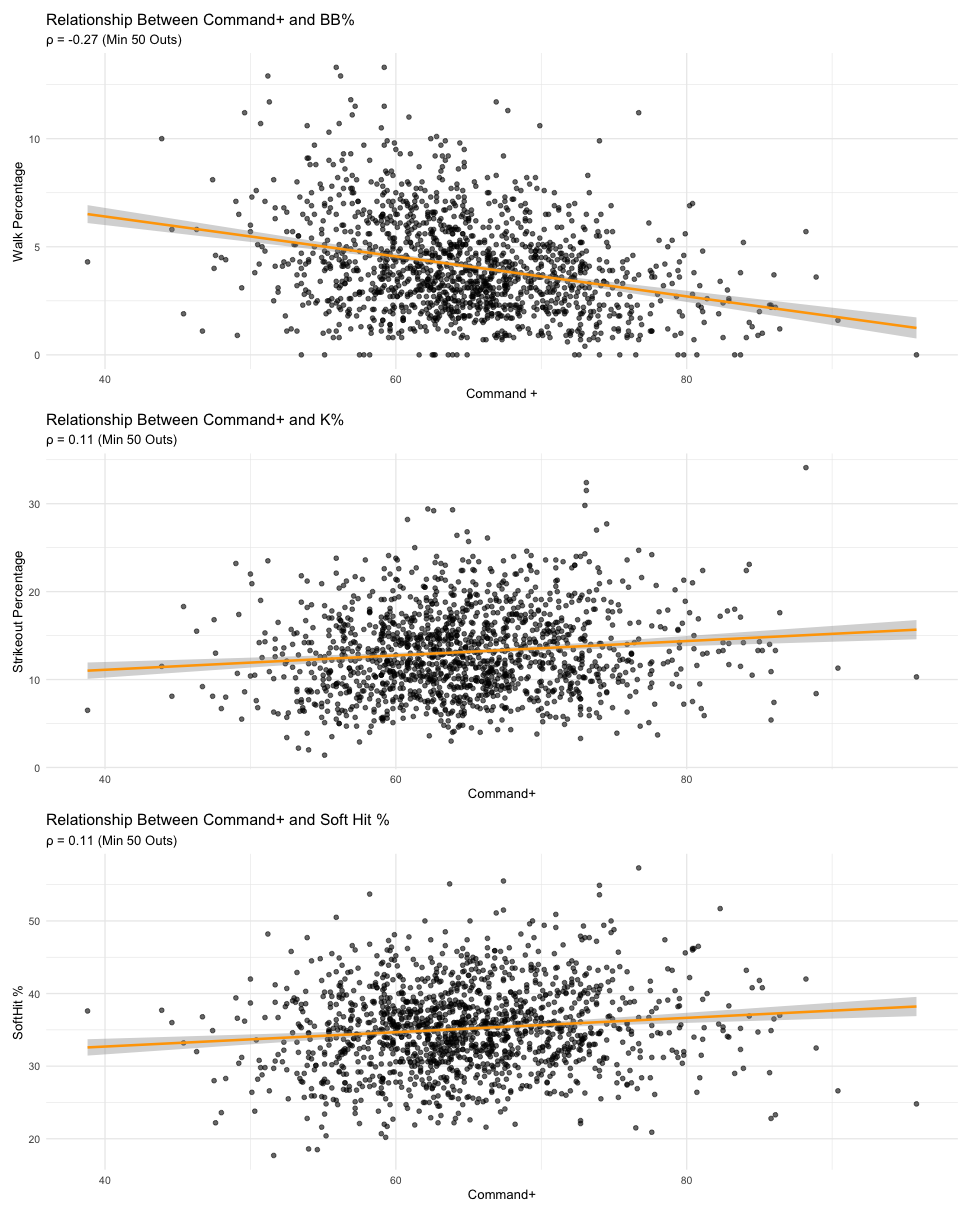 Relationship Between Command+ and BB%
ρ = -0.27 (Min 50 Outs)
10
5
0
Walk Percentage
40 60 80
Command +
Relationship Between Command+ and K%
ρ = 0.11 (Min 50 Outs)
30
20
10
0
Strikeout Percentage
40 60 80
Command+
Relationship Between Command+ and Soft Hit %
ρ = 0.11 (Min 50 Outs)
50
40
30
20
SoftHit %
40 60 80
Command+